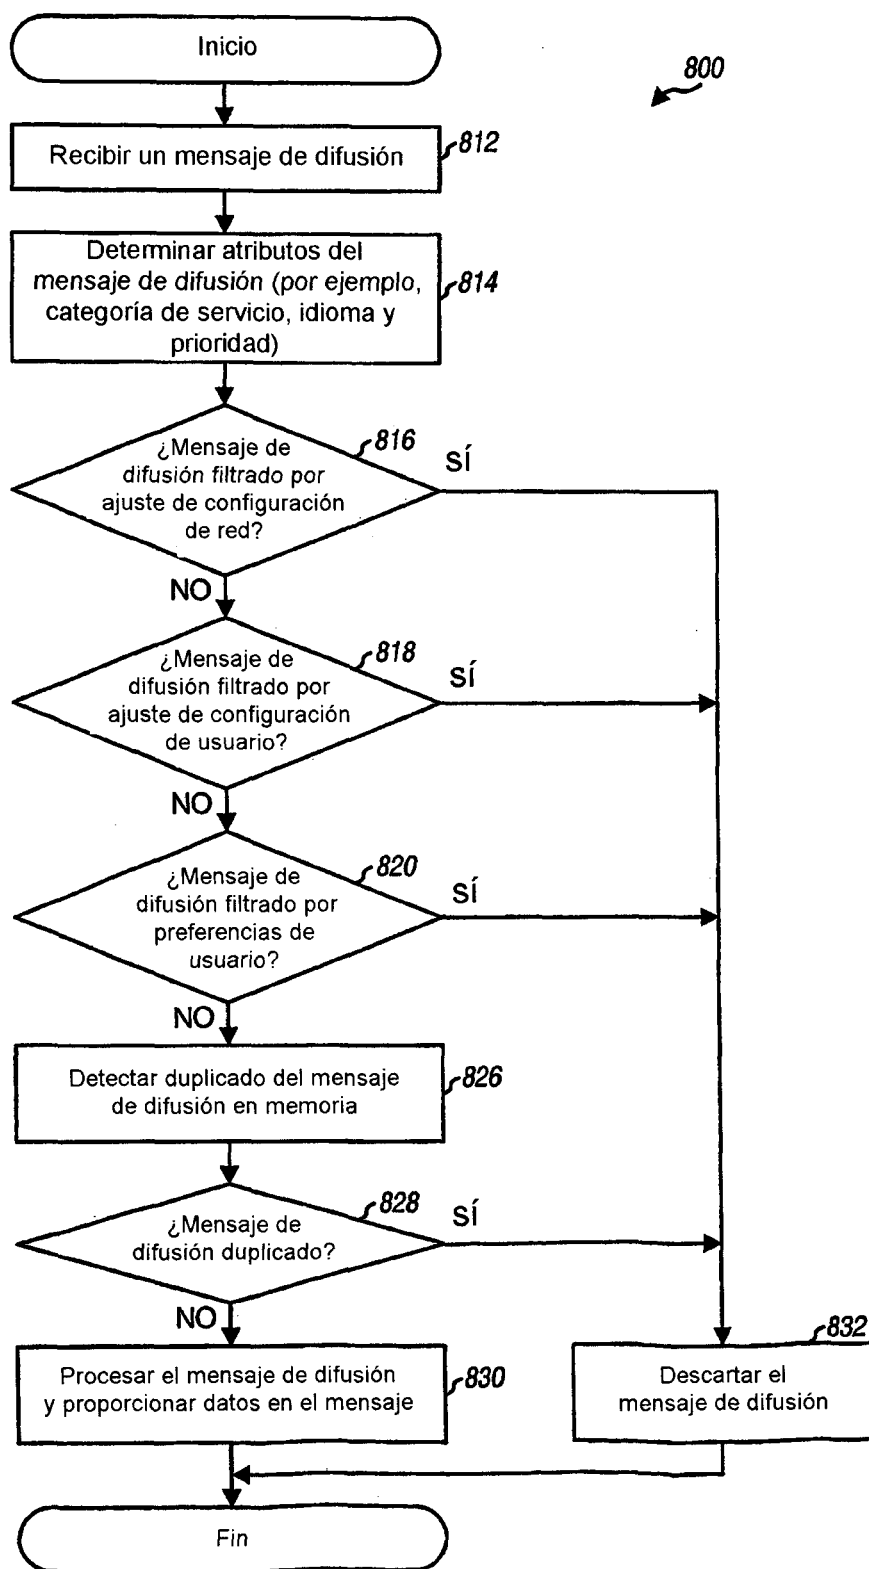 Inicio
800
Recibir un mensaje de difusión
812
Determinar atributos del
mensaje de difusión (por ejemplo,
categoría de servicio, idioma y
prioridad)
814
¿Mensaje de
difusión filtrado por
ajuste de configuración
de red?
816
SÍ
NO
¿Mensaje de
difusión filtrado por
ajuste de configuración
de usuario?
818
SÍ
NO
¿Mensaje de
difusión filtrado por
preferencias de
usuario?
820
SÍ
NO
Detectar duplicado del mensaje
de difusión en memoria
826
¿Mensaje de
difusión duplicado?
828
SÍ
NO
Procesar el mensaje de difusión
y proporcionar datos en el mensaje
830
Descartar el
mensaje de difusión
832
Fin